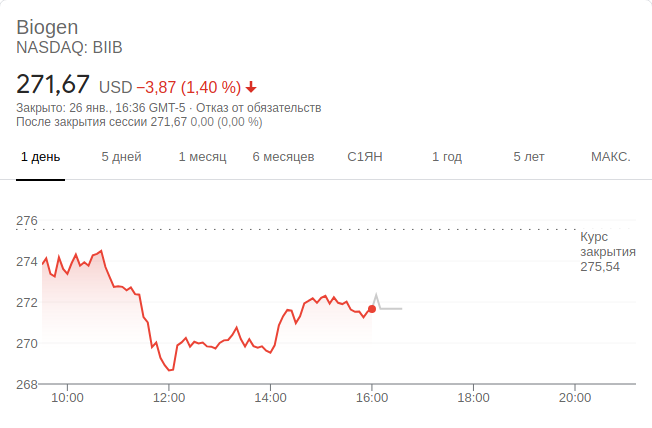 Biogen
NASDAQ: BIIB
271,67 USD −3,87 (1,40 %)
Закрыто: 26 янв., 16:36 GMT-5 · Отказ от обязательств
После закрытия сессии 271,67 0,00 (0,00 %)
1 день 5 дней 1 месяц 6 месяцев С1ЯН 1 год 5 лет МАКС.
276
Курс
закрытия
275,54
274
272
270
268
10:00 12:00 14:00 16:00 18:00 20:00